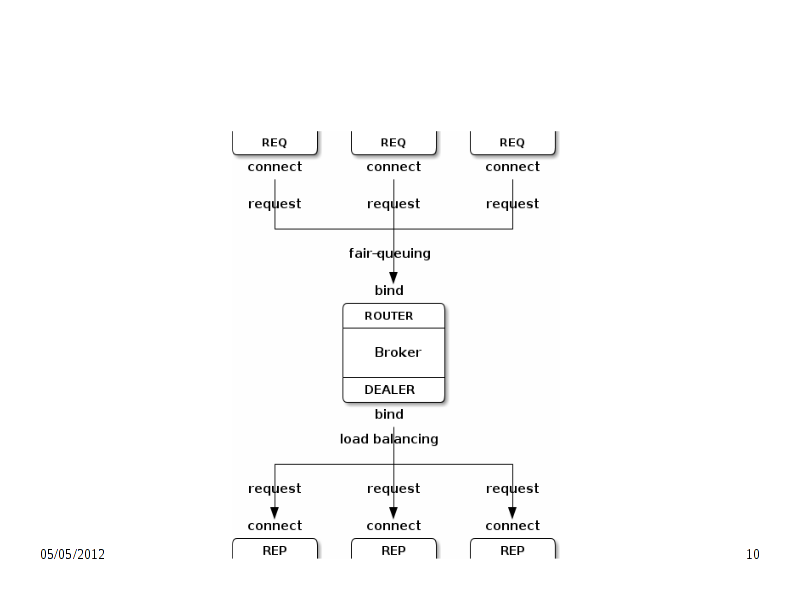 REQ REQ REQ
connect connect connect
request request request
fair-queuing
bind
ROUTER
Broker
DEALER
bind
load balancing
request request request
connect connect connect
REP REP REP
05/05/2012 10